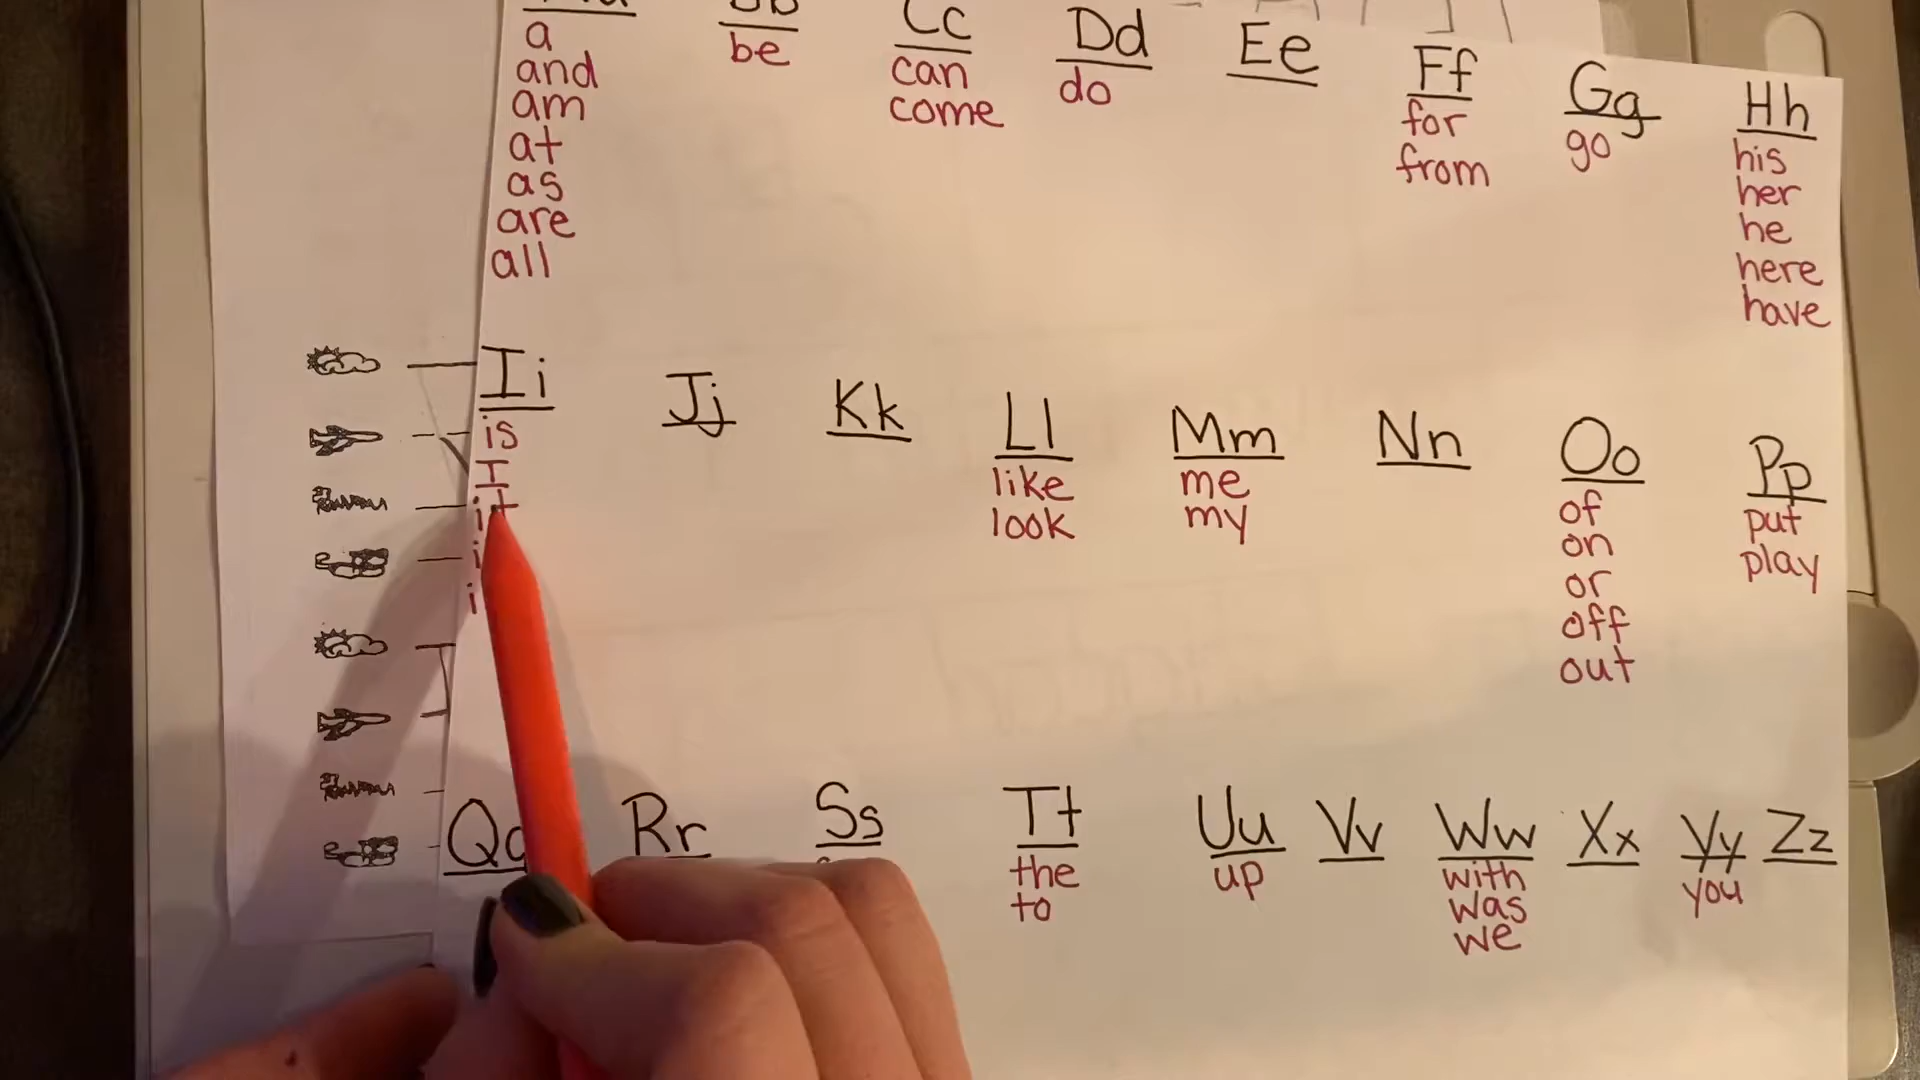 a
and
am
at
as
are
all
be
Cc
can
come
Dd
do
Ee
Ff
for
from
Gg
go
Hh
his
her
he
here
have
Ii
is
I
it
Jj
Kk
Ll
like
look
Mm
me
my
Nn
Oo
of
on
or
off
out
Pp
put
play
Rr
Ss
Tt
the
to
Uu
up
Vv
Ww
with
was
we
Xx
Yy
you
Zz